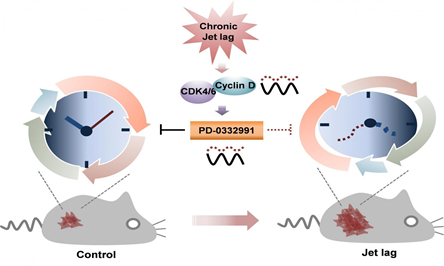 Chronic
Jet lag
CDK4/6
Cyclin D
PD-0332991
Control
Jet lag